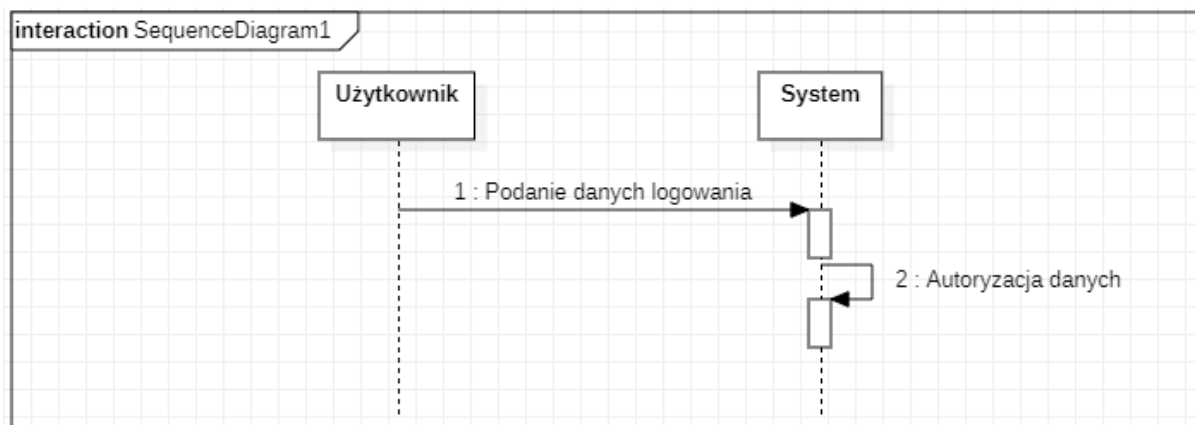 interaction SequenceDiagram1
Użytkownik
System
1 : Podanie danych logowania
2 : Autoryzacja danych